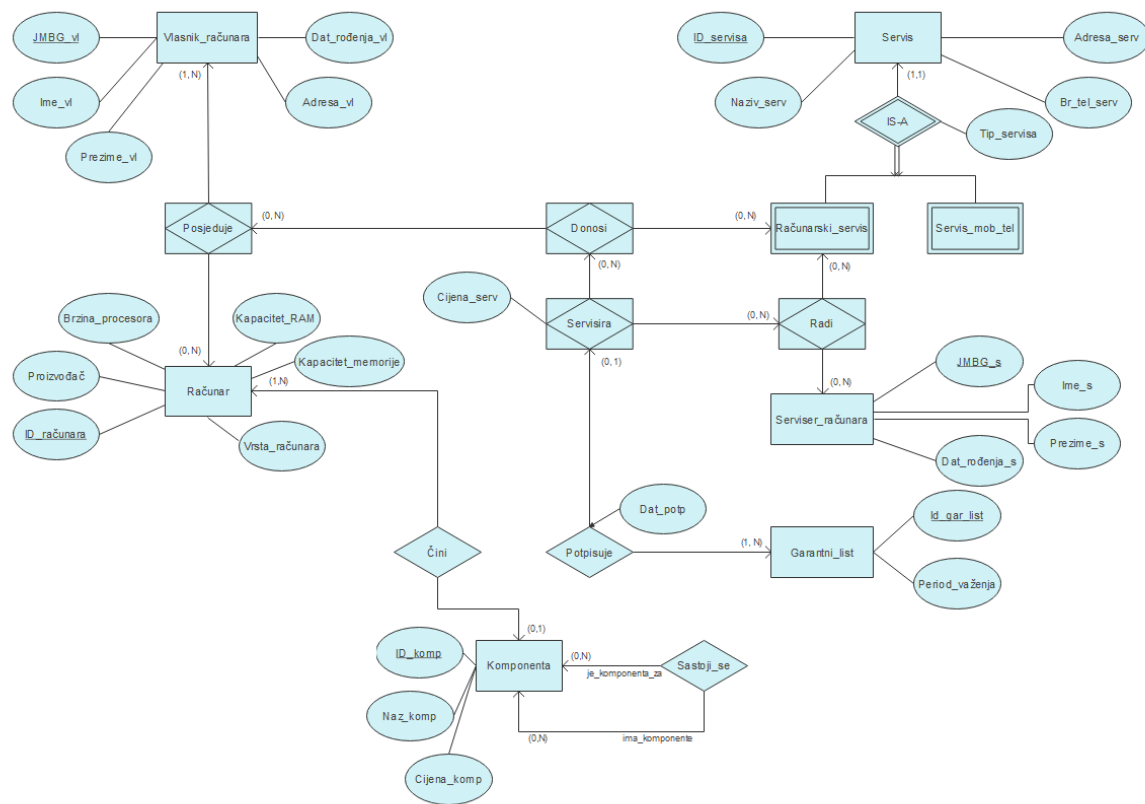 JMBG_vl
Vlasnik_računara
Dat_rođenja_vl
ID_servisa
Servis
Adresa_serv
(1,N)
(1,1)
Ime_vl
Adresa_vl
Naziv_serv
Br_tel_serv
IS-A
Tip_servisa
Prezime_vl
(0,N)
(0,N)
Posjeduje
Donosi
Računarski_servis
Servis_mob_tel
(0,N)
(0,N)
Cijena_serv
Brzina_procesora
Kapacitet_RAM
Servisira
(0,N)
Radi
Kapacitet_memorije
(0,N)
(0,1)
(0,N)
JMBG_s
Proizvođač
Računar
(1,N)
Ime_s
Serviser_računara
ID_računara
Prezime_s
Vrsta_računara
Dat_rođenja_s
Dat_potp
Id_gar_list
Čini
Potpisuje
(1, N)
Garantni_list
Period_važenja
(0,1)
ID_komp
Komponenta
(0,N)
Sastoji_se
je_komponenta_za
Naz_komp
(0,N)
ima_komponente
Cijena_komp